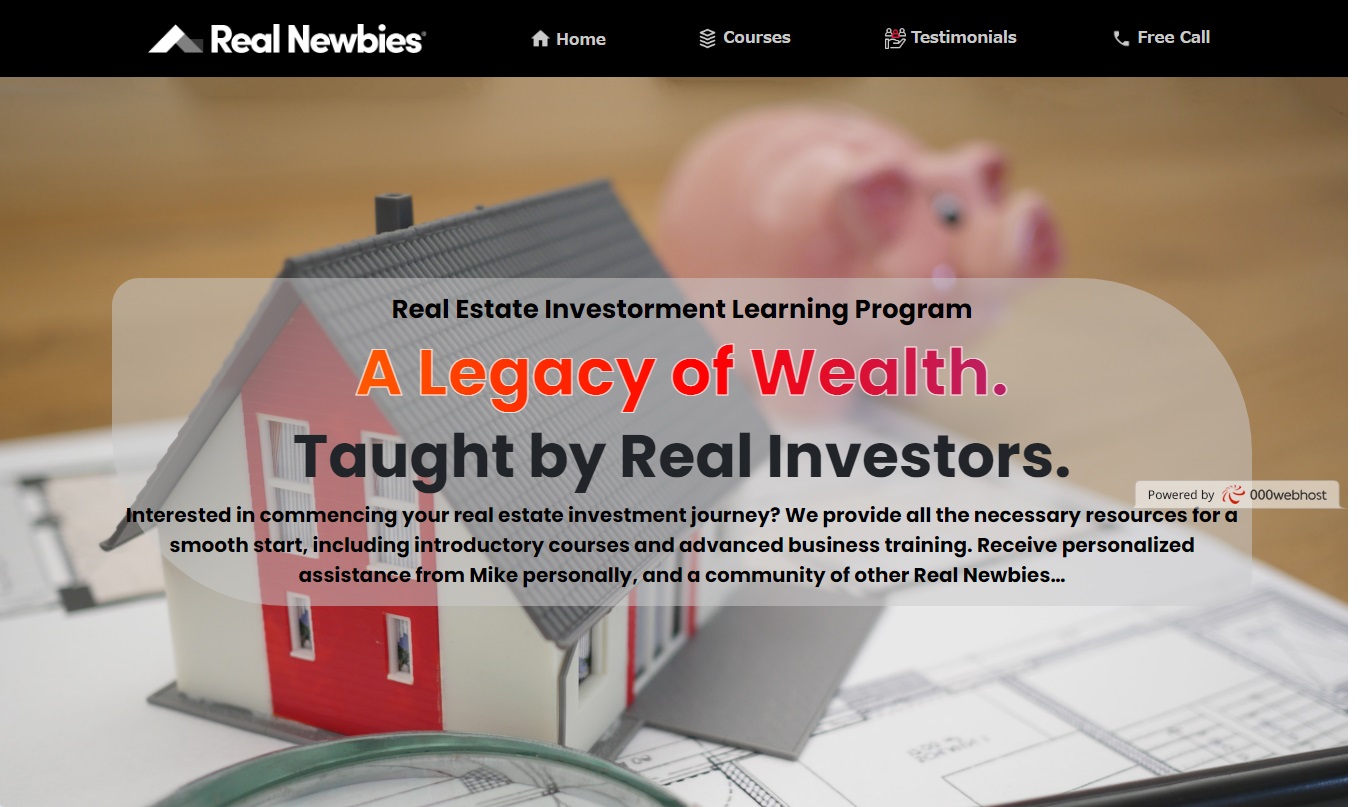 Real Newbies®
Home
Courses
Testimonials
Free Call
Real Estate Investorment Learning Program
A Legacy of Wealth.
Taught by Real Investors.
Powered by 000webhost
Interested in commencing your real estate investment journey? We provide all the necessary resources for a
smooth start, including introductory courses and advanced business training. Receive personalized
assistance from Mike personally, and a community of other Real Newbies...